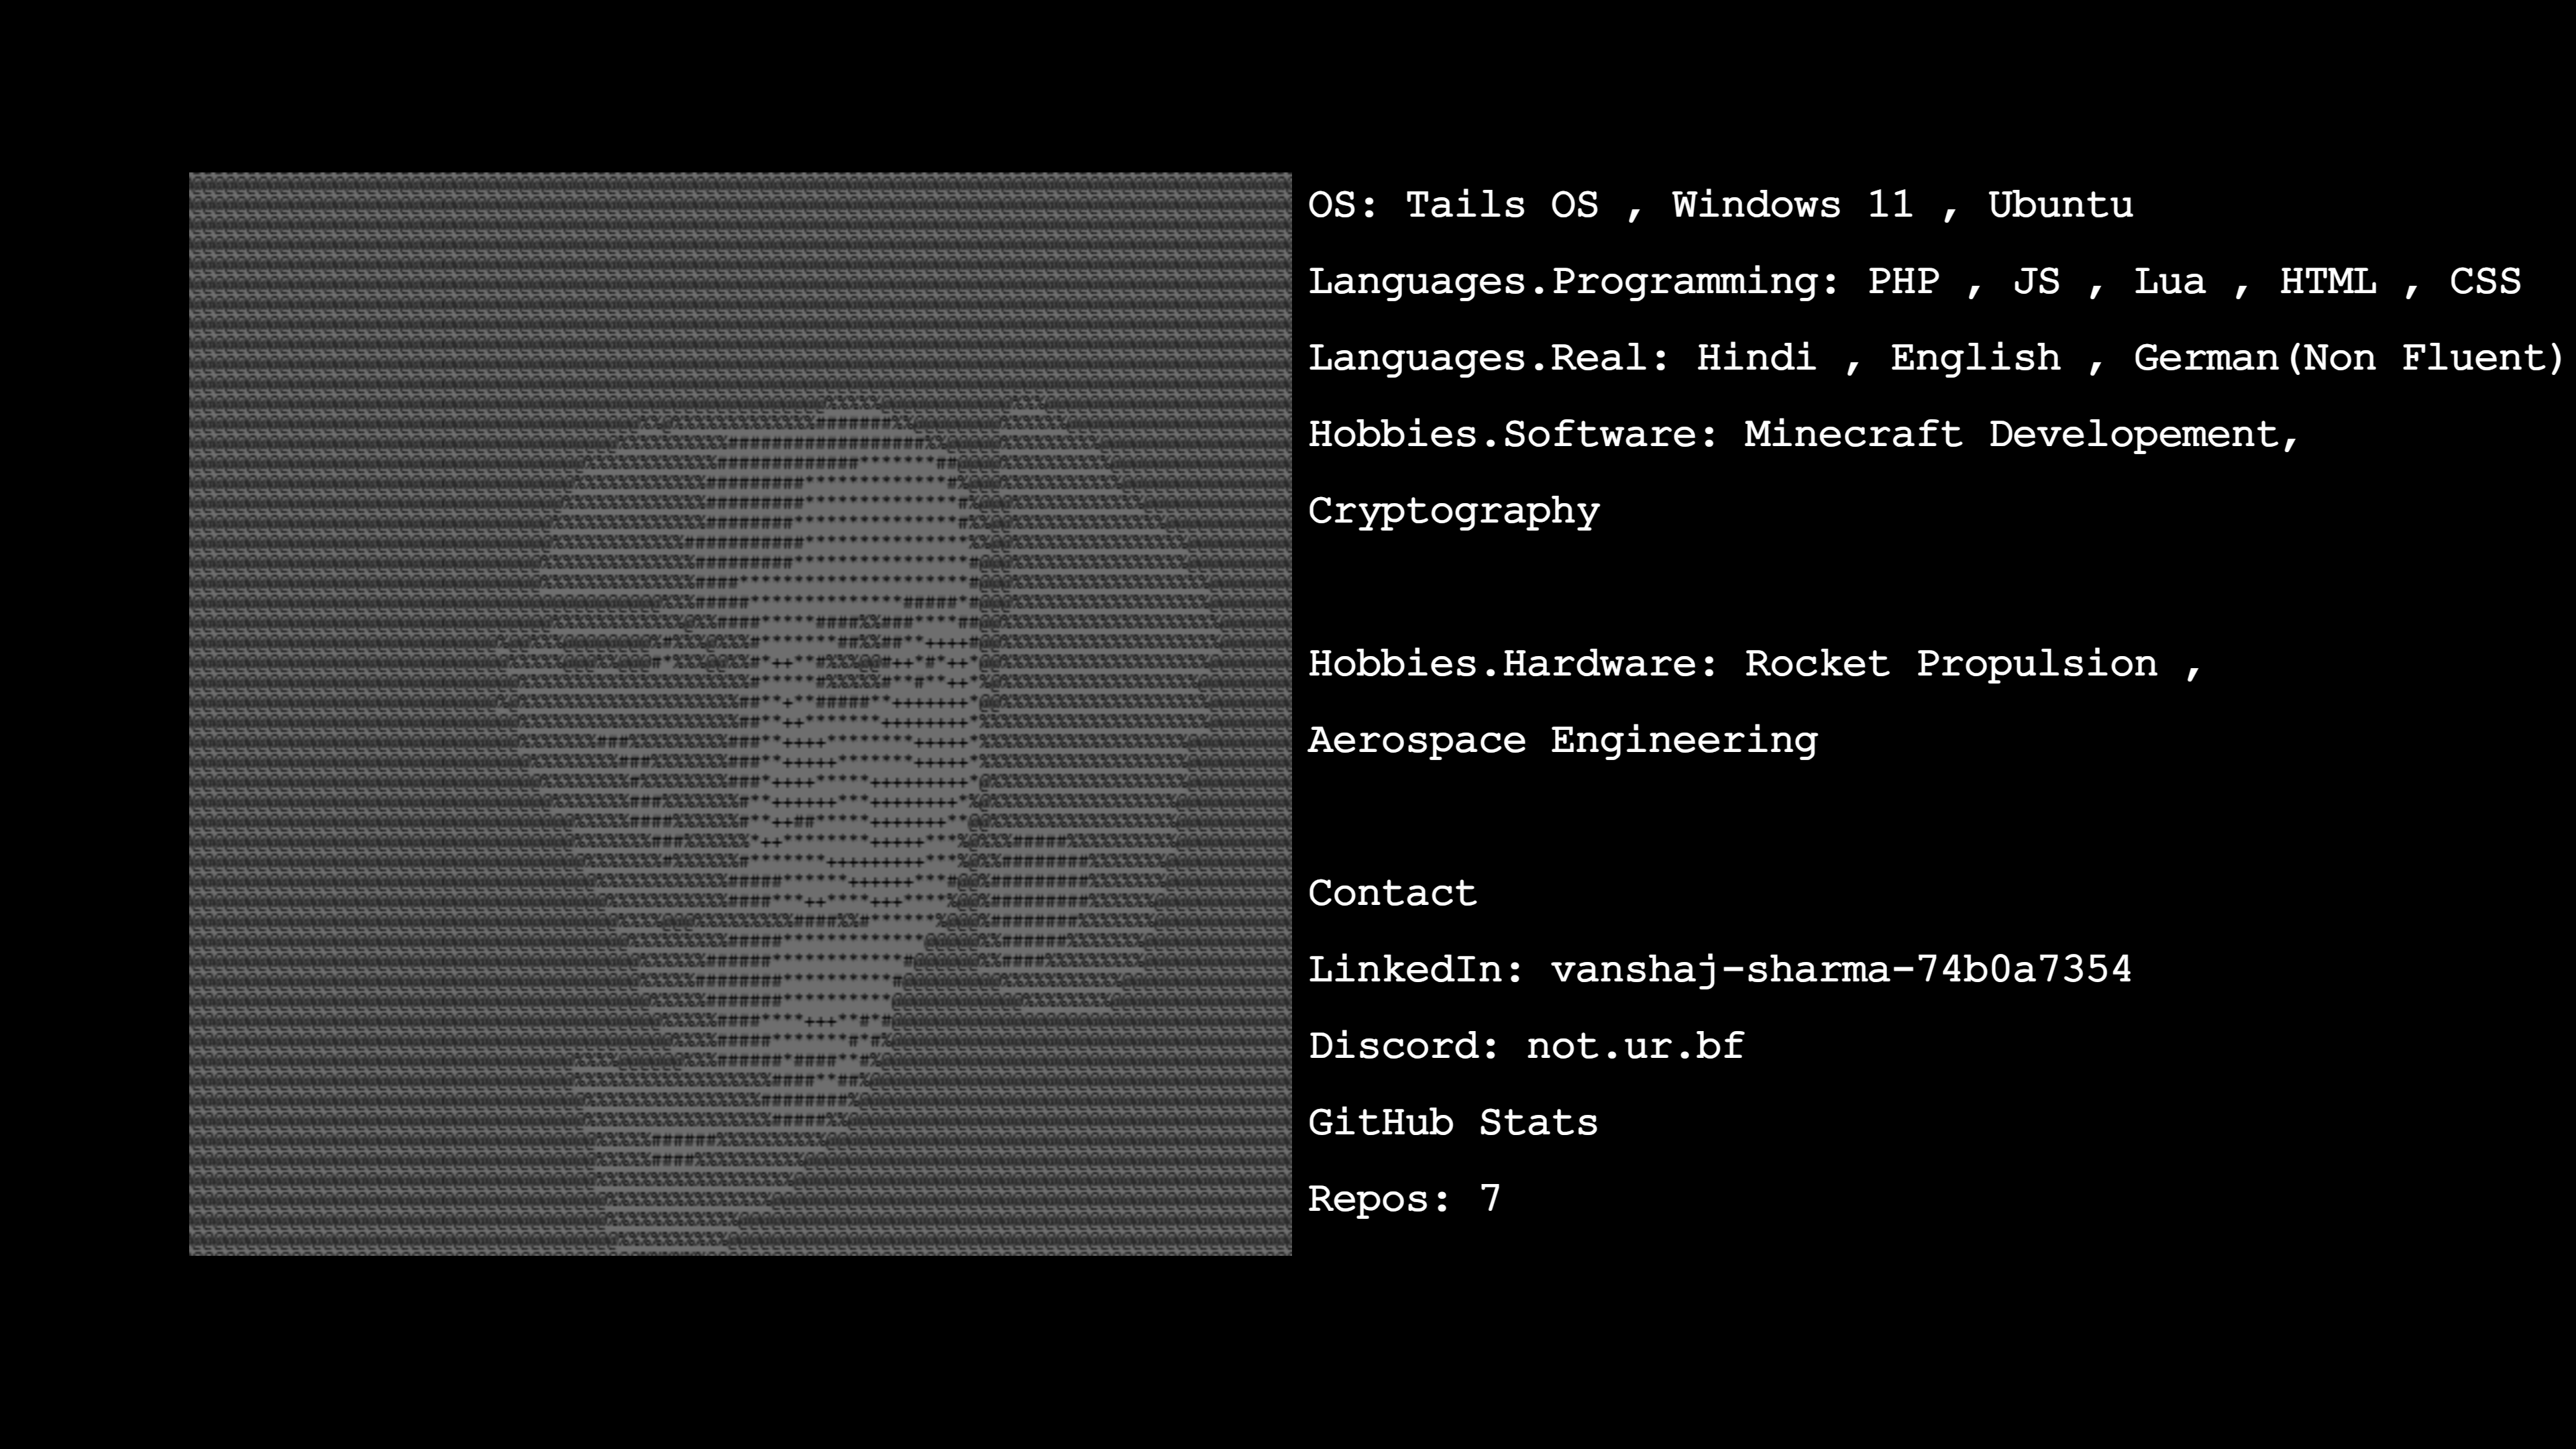 OS: Tails OS , Windows 11 , Ubuntu
Languages.Programming: PHP , JS , Lua , HTML , CSS
Languages.Real: Hindi , English , German(Non Fluent)
Hobbies.Software: Minecraft Developement,
Cryptography
Hobbies.Hardware: Rocket Propulsion ,
Aerospace Engineering
Contact
LinkedIn: vanshaj-sharma-74b0a7354
Discord: not.ur.bf
GitHub Stats
Repos: 7